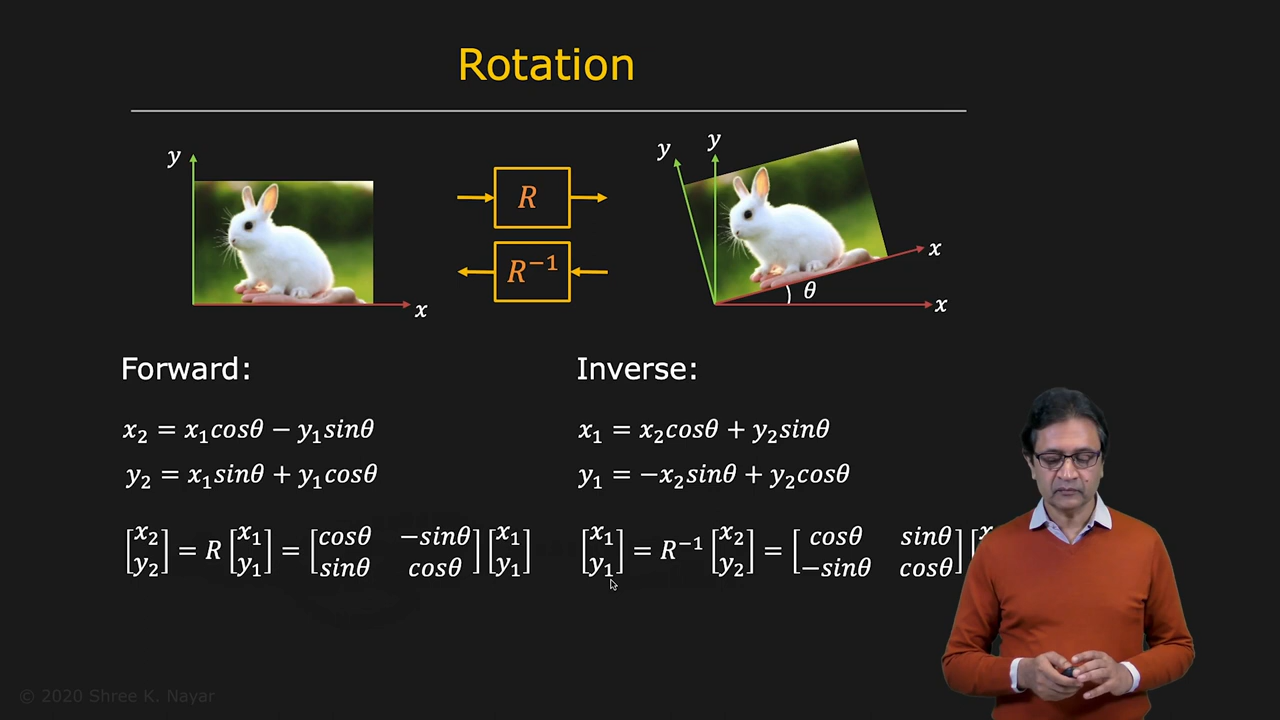 Rotation
y
x
R
R⁻¹
y
y
x
x
θ
Forward:
x₂ = x₁cosθ − y₁sinθ
y₂ = x₁sinθ + y₁cosθ
[x₂ y₂] = R [x₁ y₁] = [cosθ −sinθ sinθ cosθ] [x₁ y₁]
Inverse:
x₁ = x₂cosθ + y₂sinθ
y₁ = −x₂sinθ + y₂cosθ
[x₁ y₁] = R⁻¹ [x₂ y₂] = [cosθ sinθ −sinθ cosθ] [x
© 2020 Shree K. Nayar